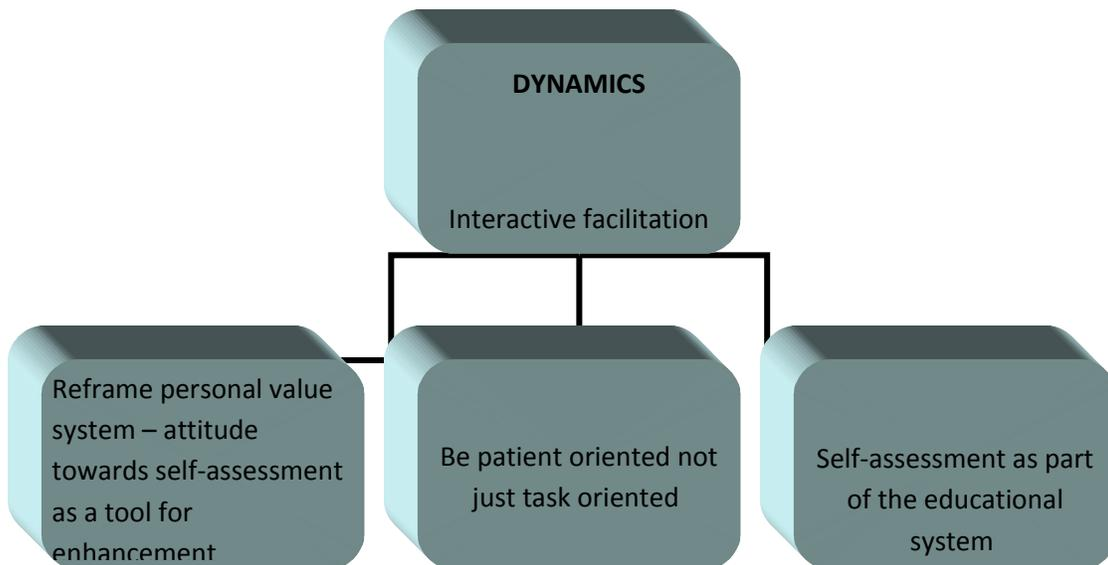 DYNAMICS
Interactive facilitation
Reframe personal value
system – attitude
towards self-assessment
as a tool for
enhancement
Be patient oriented not
just task oriented
Self-assessment as part
of the educational
system